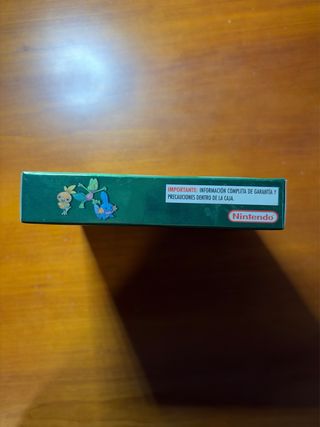 IMPORTANTE: INFORMACIÓN COMPLETA DE GARANTÍA Y
PRECAUCIONES DENTRO DE LA CAJA.
Nintendo